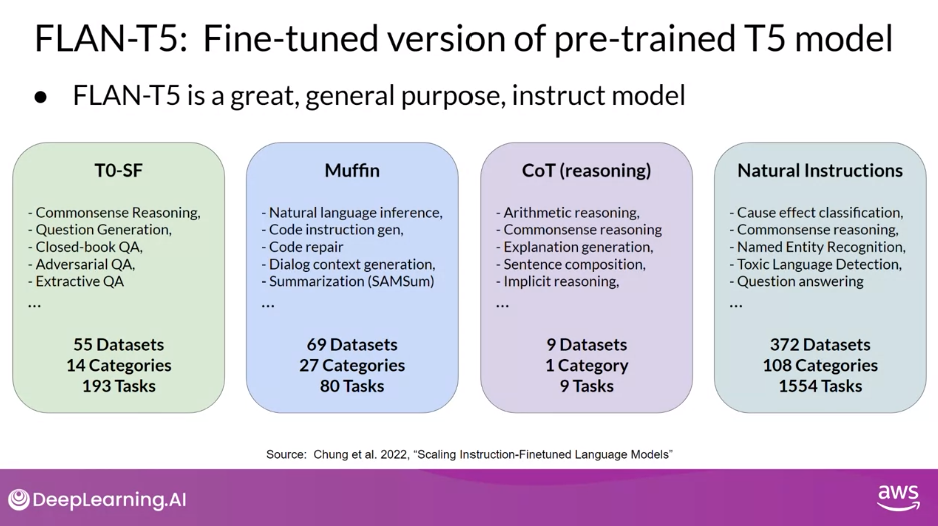 FLAN-T5: Fine-tuned version of pre-trained T5 model
● FLAN-T5 is a great, general purpose, instruct model
T0-SF
- Commonsense Reasoning,
- Question Generation,
- Closed-book QA,
- Adversarial QA,
- Extractive QA
...
55 Datasets
14 Categories
193 Tasks
Muffin
- Natural language inference,
- Code instruction gen,
- Code repair
- Dialog context generation,
- Summarization (SAMSum)
...
69 Datasets
27 Categories
80 Tasks
CoT (reasoning)
- Arithmetic reasoning,
- Commonsense reasoning
- Explanation generation,
- Sentence composition,
- Implicit reasoning,
...
9 Datasets
1 Category
9 Tasks
Natural Instructions
- Cause effect classification,
- Commonsense reasoning,
- Named Entity Recognition,
- Toxic Language Detection,
- Question answering
...
372 Datasets
108 Categories
1554 Tasks
Source: Chung et al. 2022, “Scaling Instruction-Finetuned Language Models”
DeepLearning.AI
aws